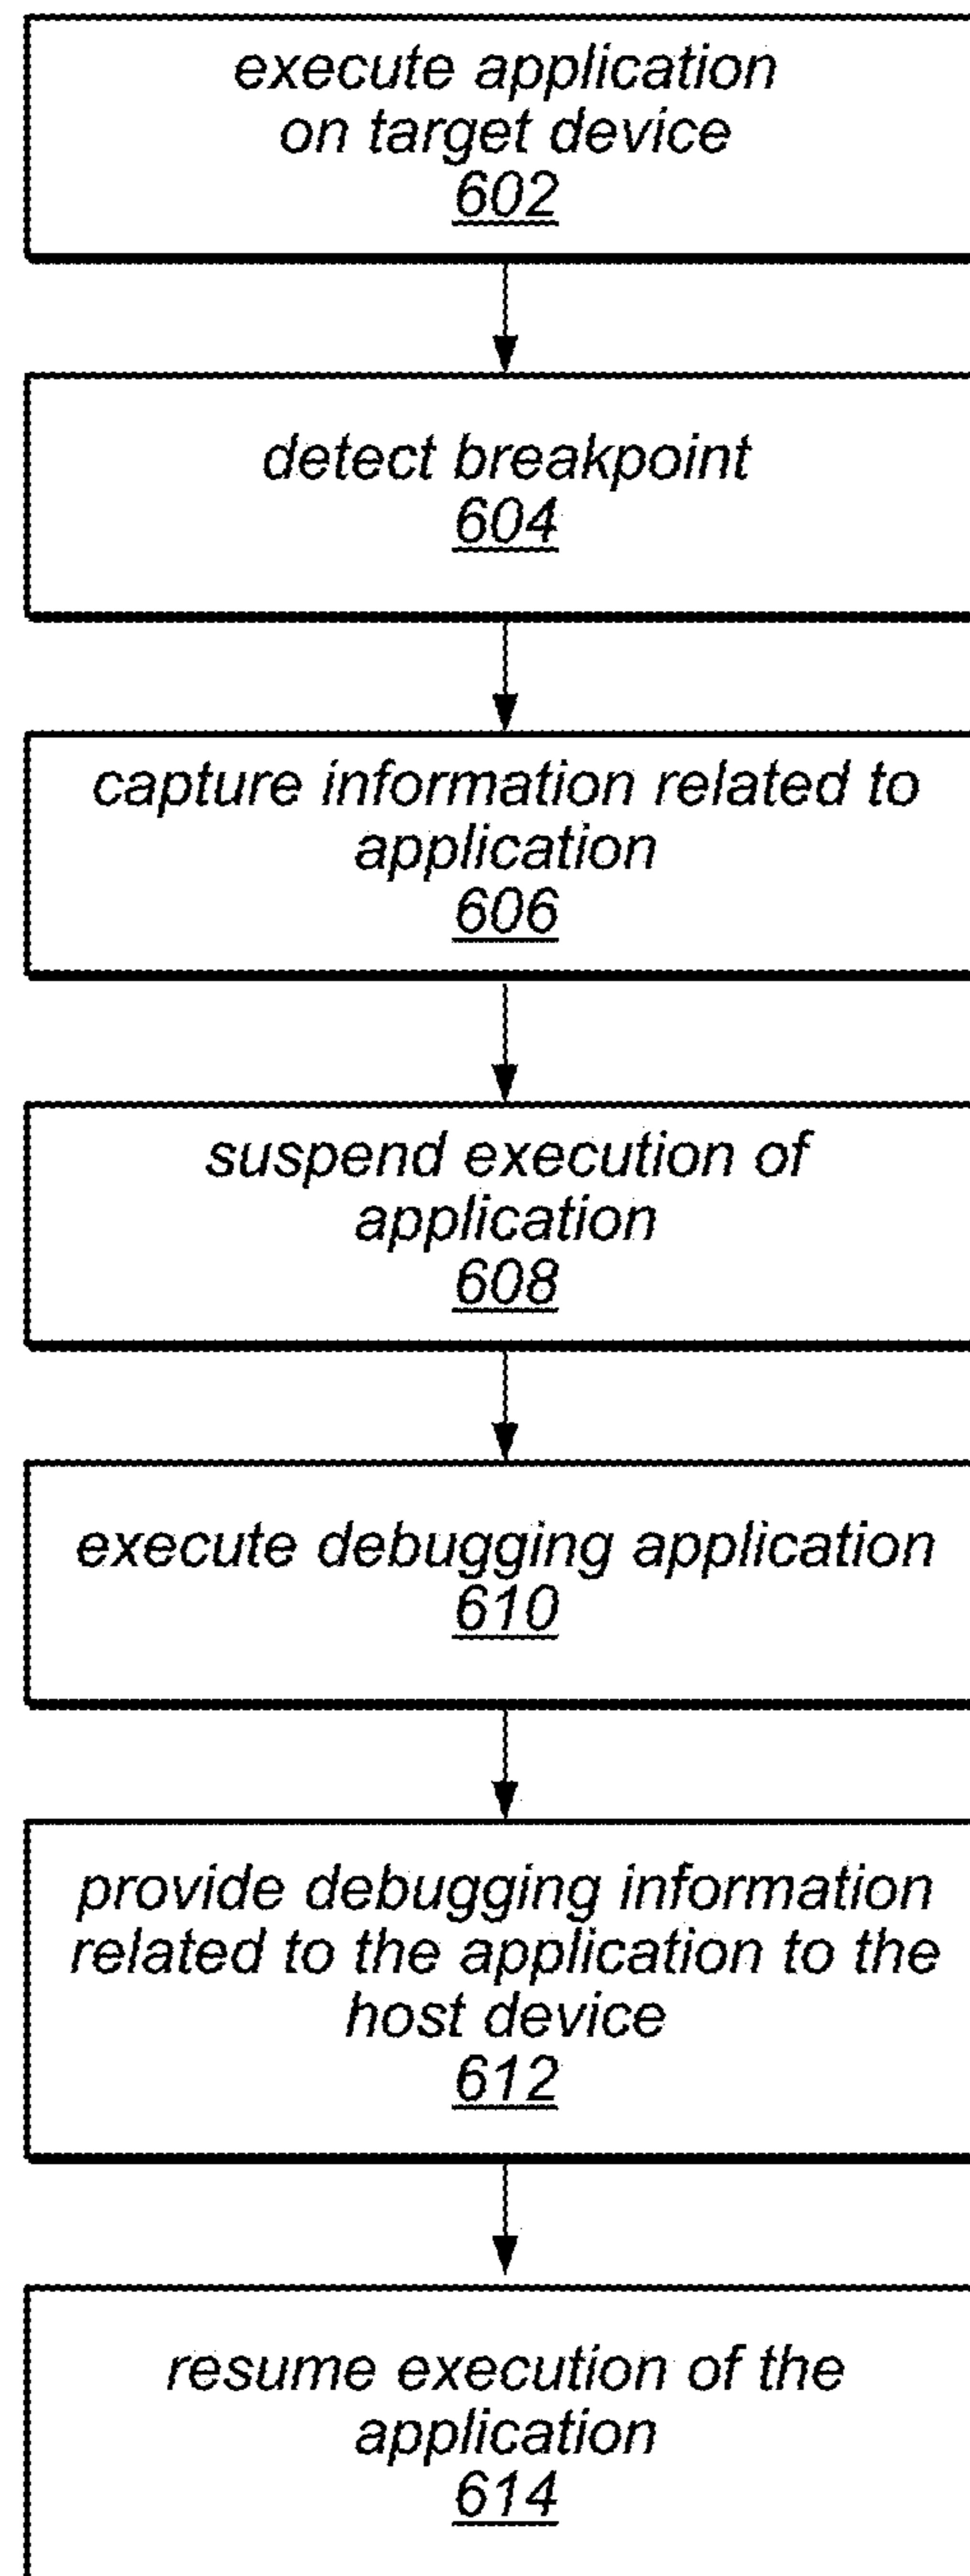 execute application
on target device
602
detect breakpoint
604
capture information related to
application
606
suspend execution of
application
608
execute debugging application
610
provide debugging information
related to the application to the
host device
612
resume execution of the
application
614